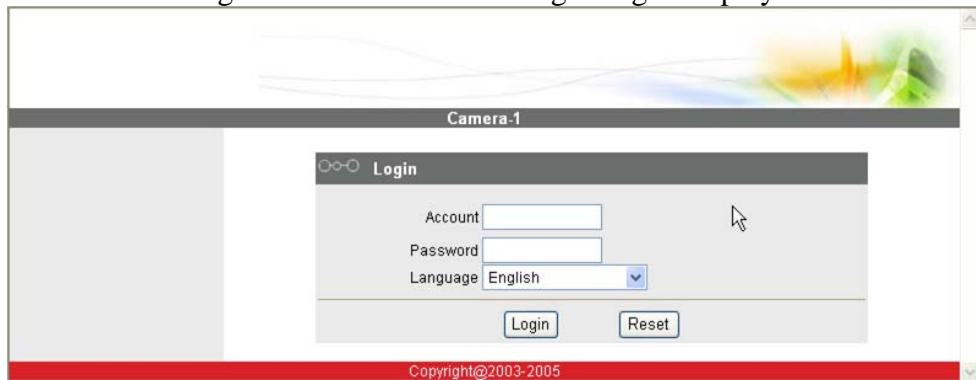 Camera-1
Login
Account
Password
Language English
Login Reset
Copyright@2003-2005